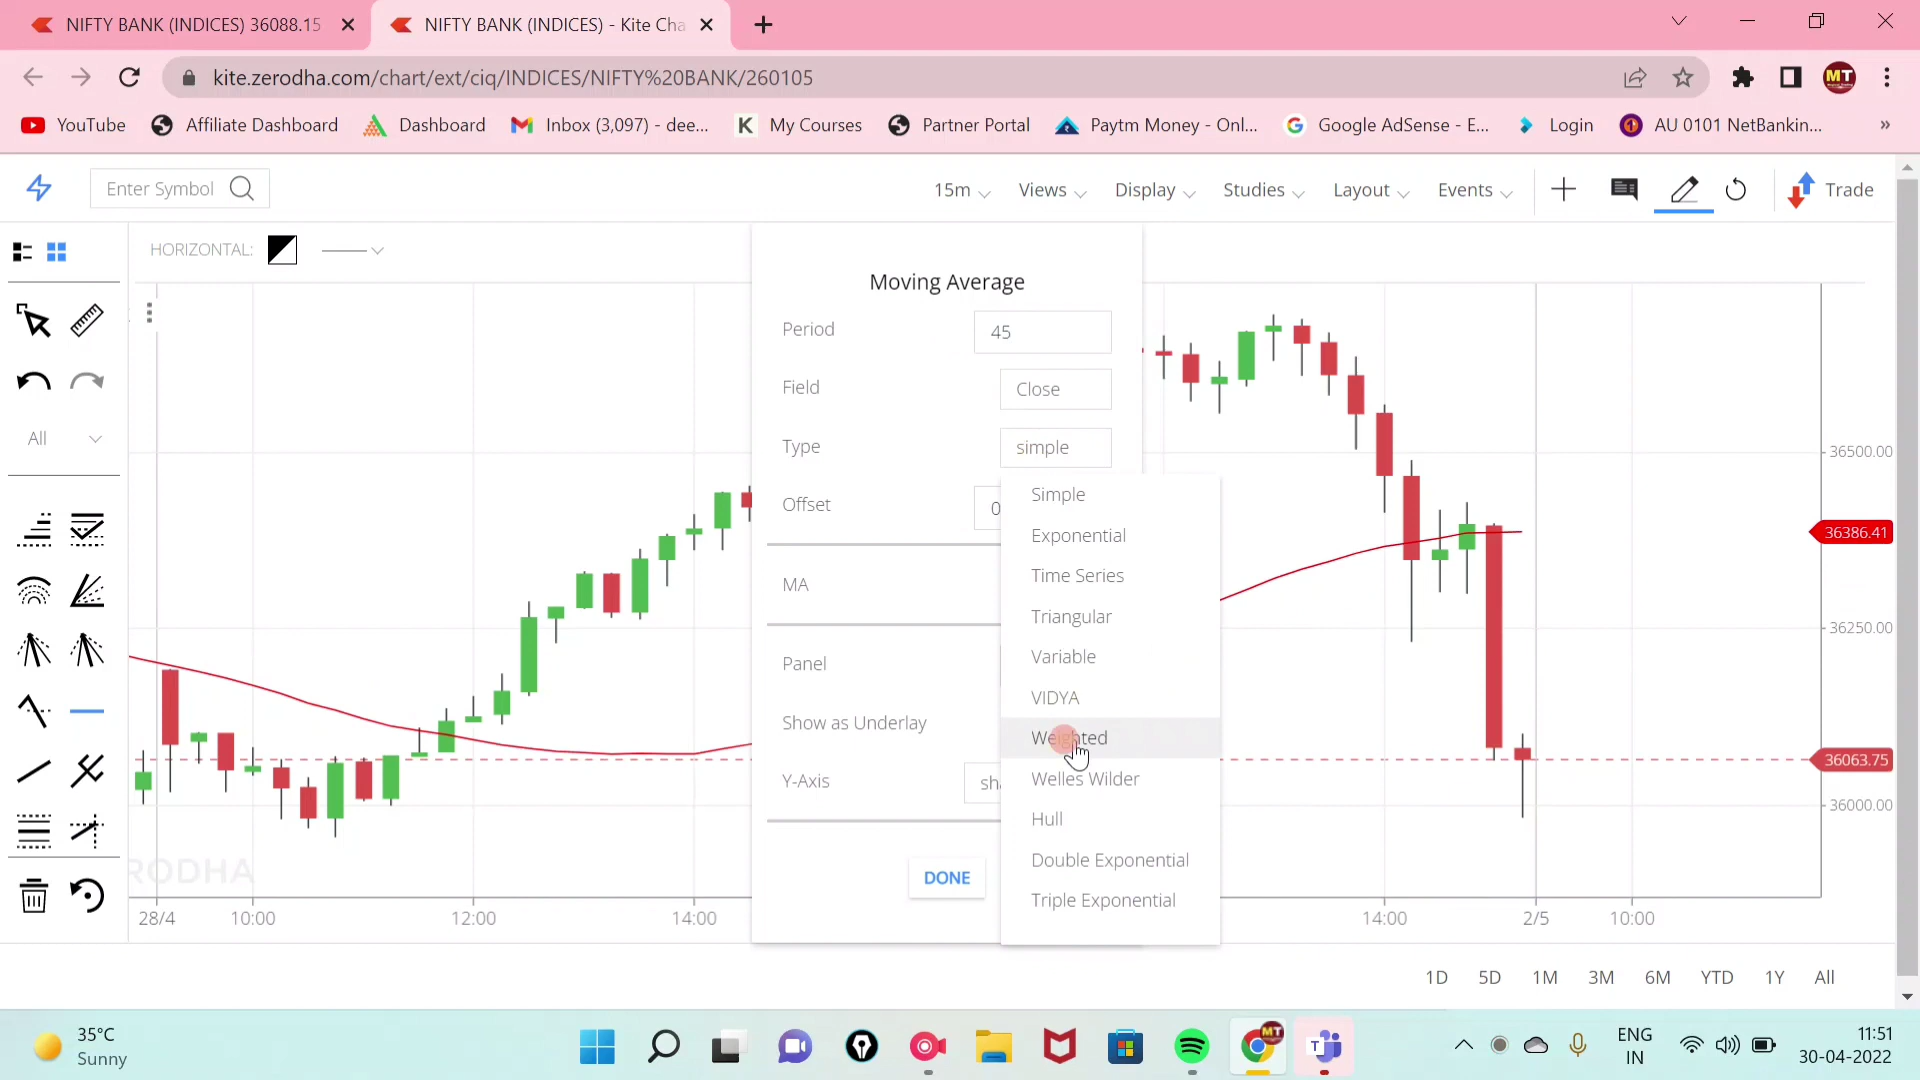 NIFTY BANK (INDICES) 36088.15
NIFTY BANK (INDICES) - Kite Cha
kite.zerodha.com/chart/ext/ciq/INDICES/NIFTY%20BANK/260105
MT
YouTube
Affiliate Dashboard
Dashboard
Inbox (3,097) - dee...
K My Courses
Partner Portal
Paytm Money - Onl...
Google AdSense - E...
Login
AU 0101 NetBankin...
»
Enter Symbol
15m
Views
Display
Studies
Layout
Events
Trade
HORIZONTAL:
All
Moving Average
Period 45
Field Close
Type simple
Offset 0
MA
Panel
Show as Underlay
Y-Axis sha
DONE
Simple
Exponential
Time Series
Triangular
Variable
VIDYA
Weighted
Welles Wilder
Hull
Double Exponential
Triple Exponential
36500.00
36386.41
36250.00
36063.75
36000.00
RODHA
28/4 10:00 12:00 14:00 14:00 2/5 10:00
1D 5D 1M 3M 6M YTD 1Y All
35°C
Sunny
MT
T
ENG
IN
11:51
30-04-2022